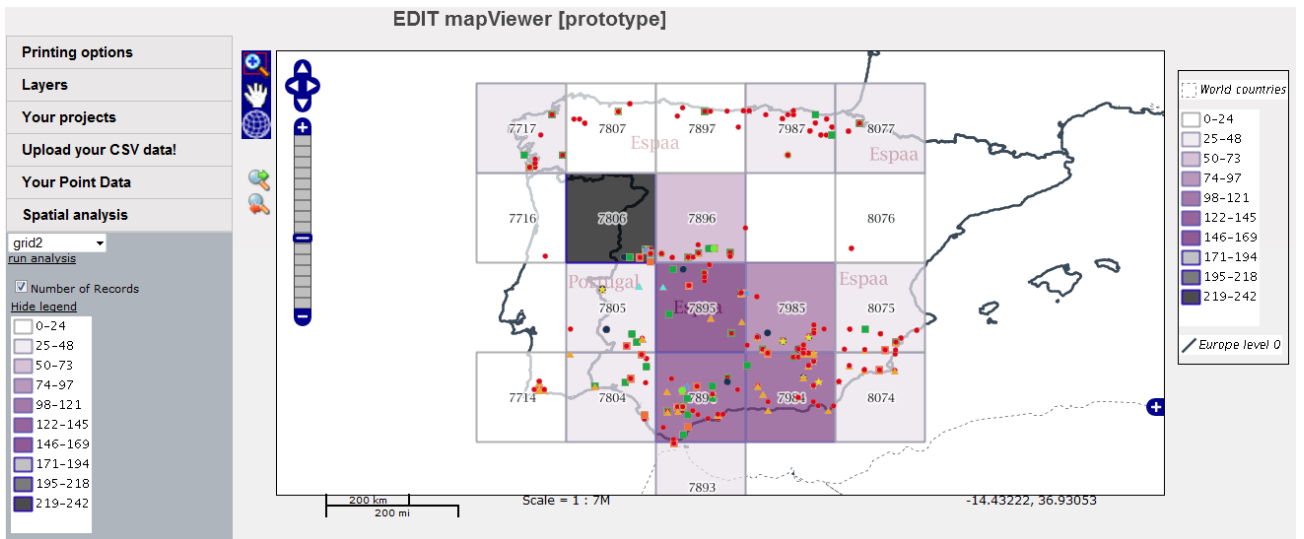 EDIT mapViewer [prototype]
Printing options
Layers
Your projects
Upload your CSV data!
Your Point Data
Spatial analysis
grid2
run analysis
Number of Records
Hide legend
0-24
25-48
50-73
74-97
98-121
122-145
146-169
171-194
195-218
219-242
7717
7807
7897
7987
8077
Espaa
Espaa
7716
7806
7896
8076
Portugal
Espaa
Espaa
7805
7895
7985
8075
7714
7804
7984
8074
7893
200 km
200 mi
Scale = 1 : 7M
-14.43222, 36.93053
World countries
0-24
25-48
50-73
74-97
98-121
122-145
146-169
171-194
195-218
219-242
Europe level 0